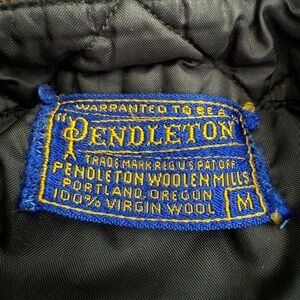 WARRANTED TO BE A
"PENDLETON"
TRADE MARK REG U.S. PAT. OFF.
PENDLETON WOOLEN MILLS
PORTLAND, OREGON
100% VIRGIN WOOL
M